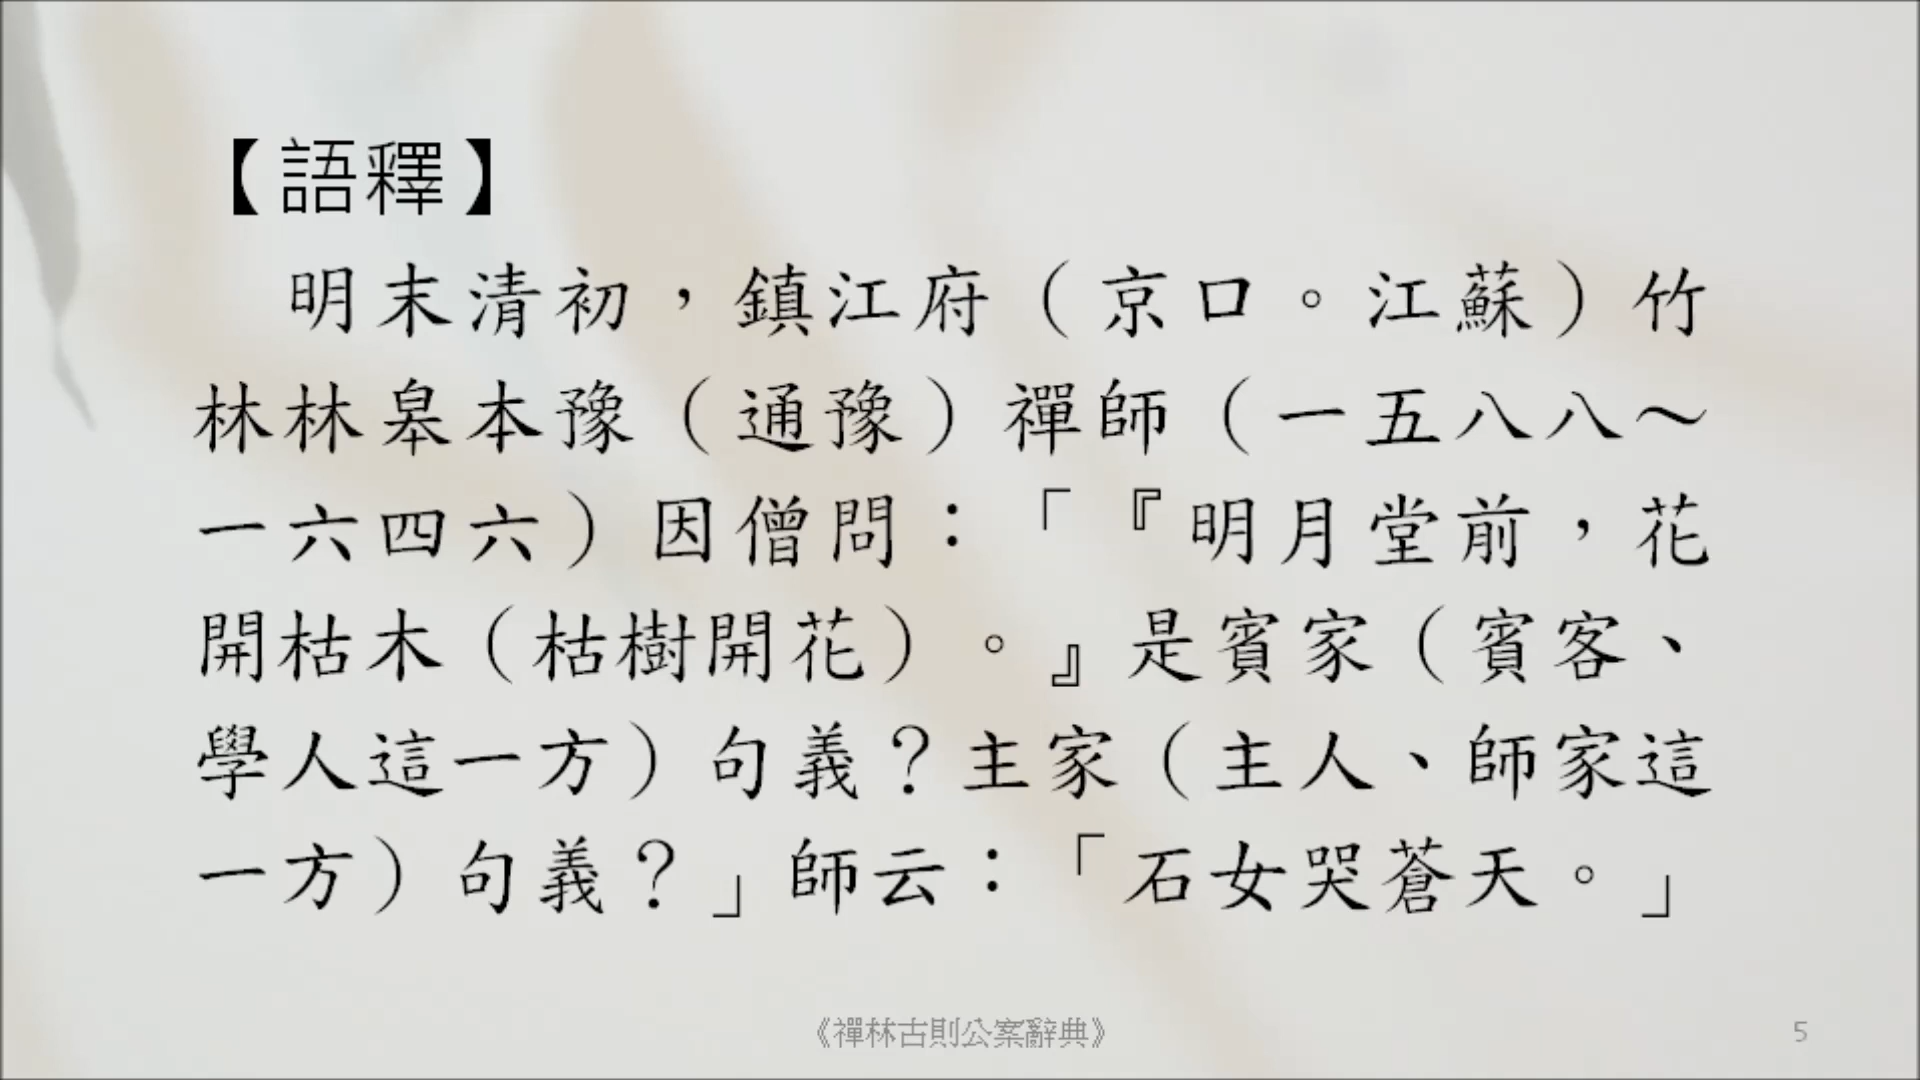 【語釋】
明末清初，鎮江府（京口。江蘇）竹
林林皋本豫（通豫）禪師（一五八八～
一六四六）因僧問：「『明月堂前，花
開枯木（枯樹開花）。』是賓家（賓客、
學人這一方）句義？主家（主人、師家這
一方）句義？」師云：「石女哭蒼天。」
《禪林古則公案辭典》
5